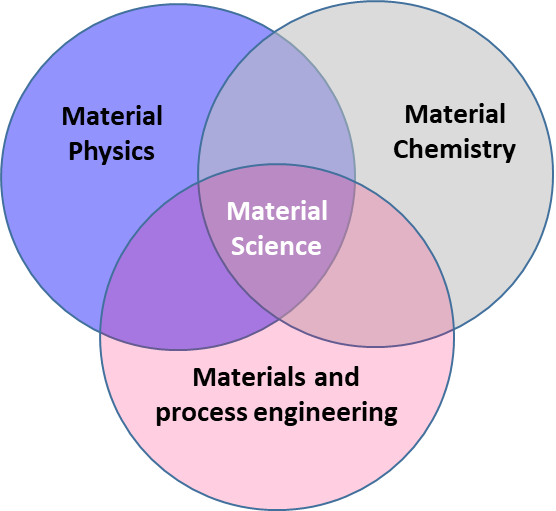 Material
Physics
Material
Chemistry
Material
Science
Materials and
process engineering